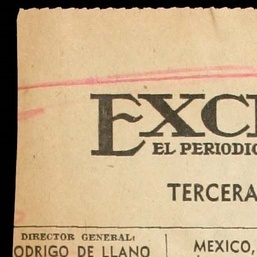 EXC
EL PERIODIC
TERCERA
DIRECTOR GENERAL:
ODRIGO DE LLANO
MEXICO,